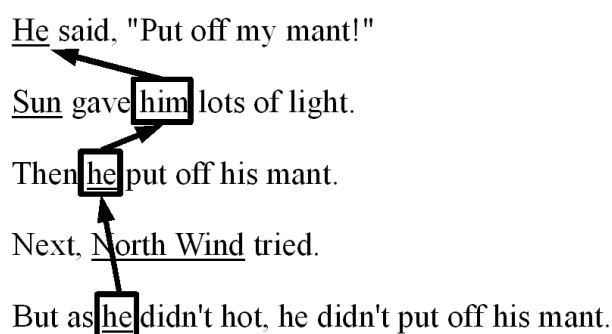 He said, "Put off my mant!"
Sun gave him lots of light.
Then he put off his mant.
Next, North Wind tried.
But as he didn't hot, he didn't put off his mant.